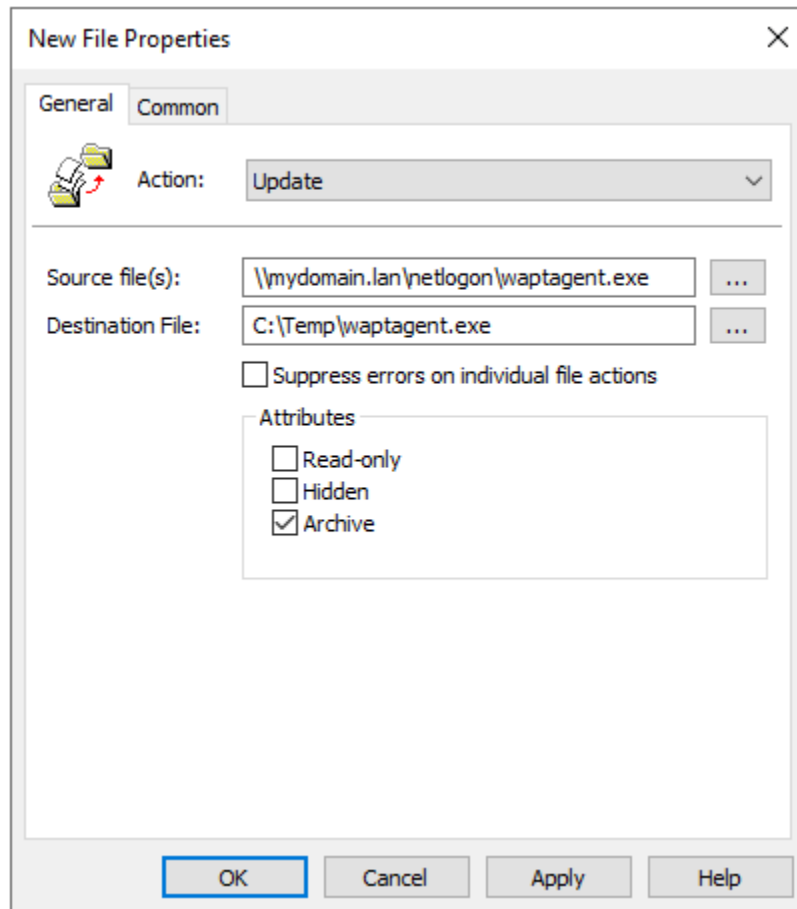 New File Properties
General Common
Action: Update
Source file(s): \\mydomain.lan\netlogon\waptagent.exe ...
Destination File: C:\Temp\waptagent.exe ...
Suppress errors on individual file actions
Attributes
Read-only
Hidden
Archive
OK Cancel Apply Help